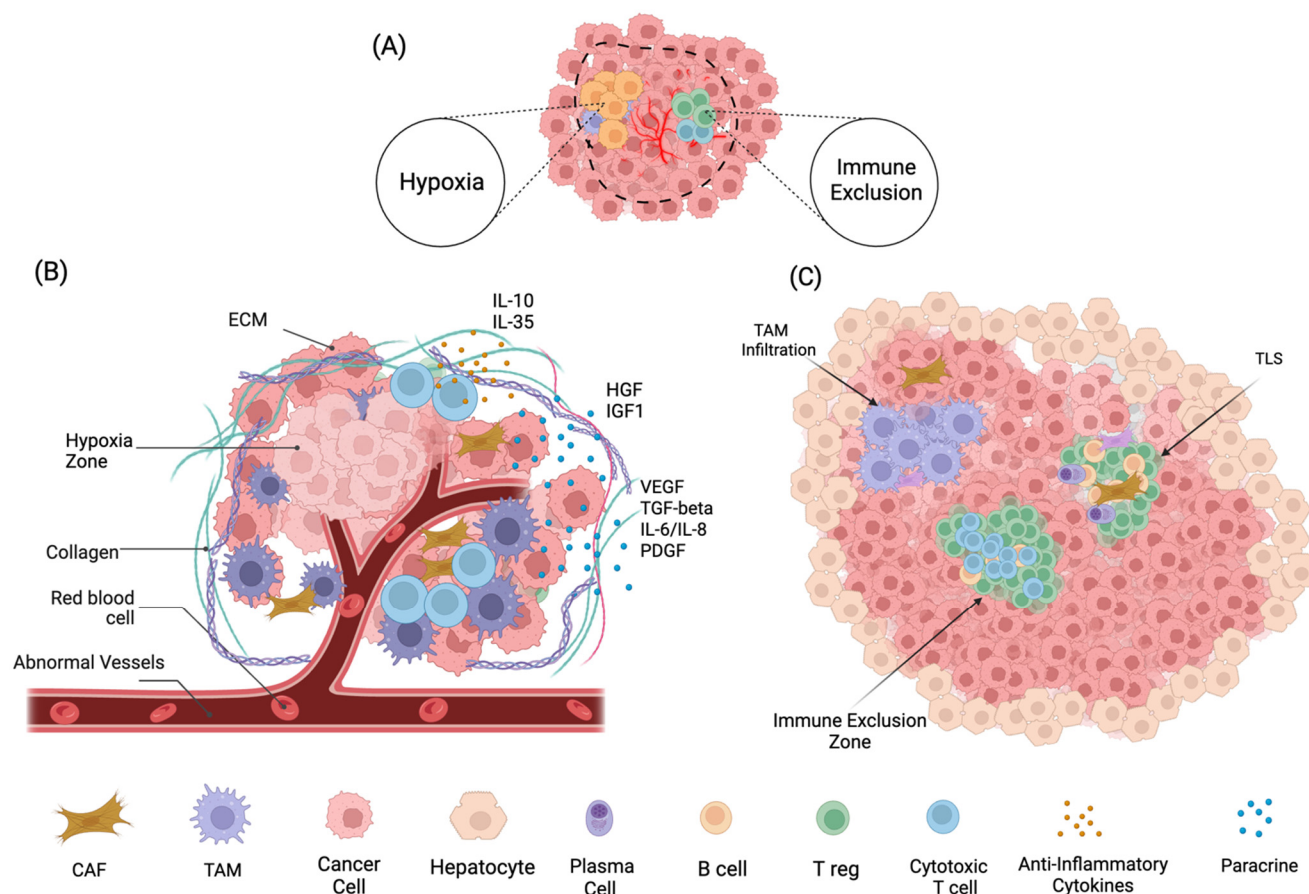 (A)
Hypoxia
Immune
Exclusion
(B)
ECM
IL-10
IL-35
HGF
IGF1
Hypoxia
Zone
VEGF
TGF-beta
IL-6/IL-8
PDGF
Collagen
Red blood
cell
Abnormal Vessels
(C)
TAM
Infiltration
TLS
Immune Exclusion
Zone
CAF
TAM
Cancer
Cell
Hepatocyte
Plasma
Cell
B cell
T reg
Cytotoxic
T cell
Anti-Inflammatory
Cytokines
Paracrine